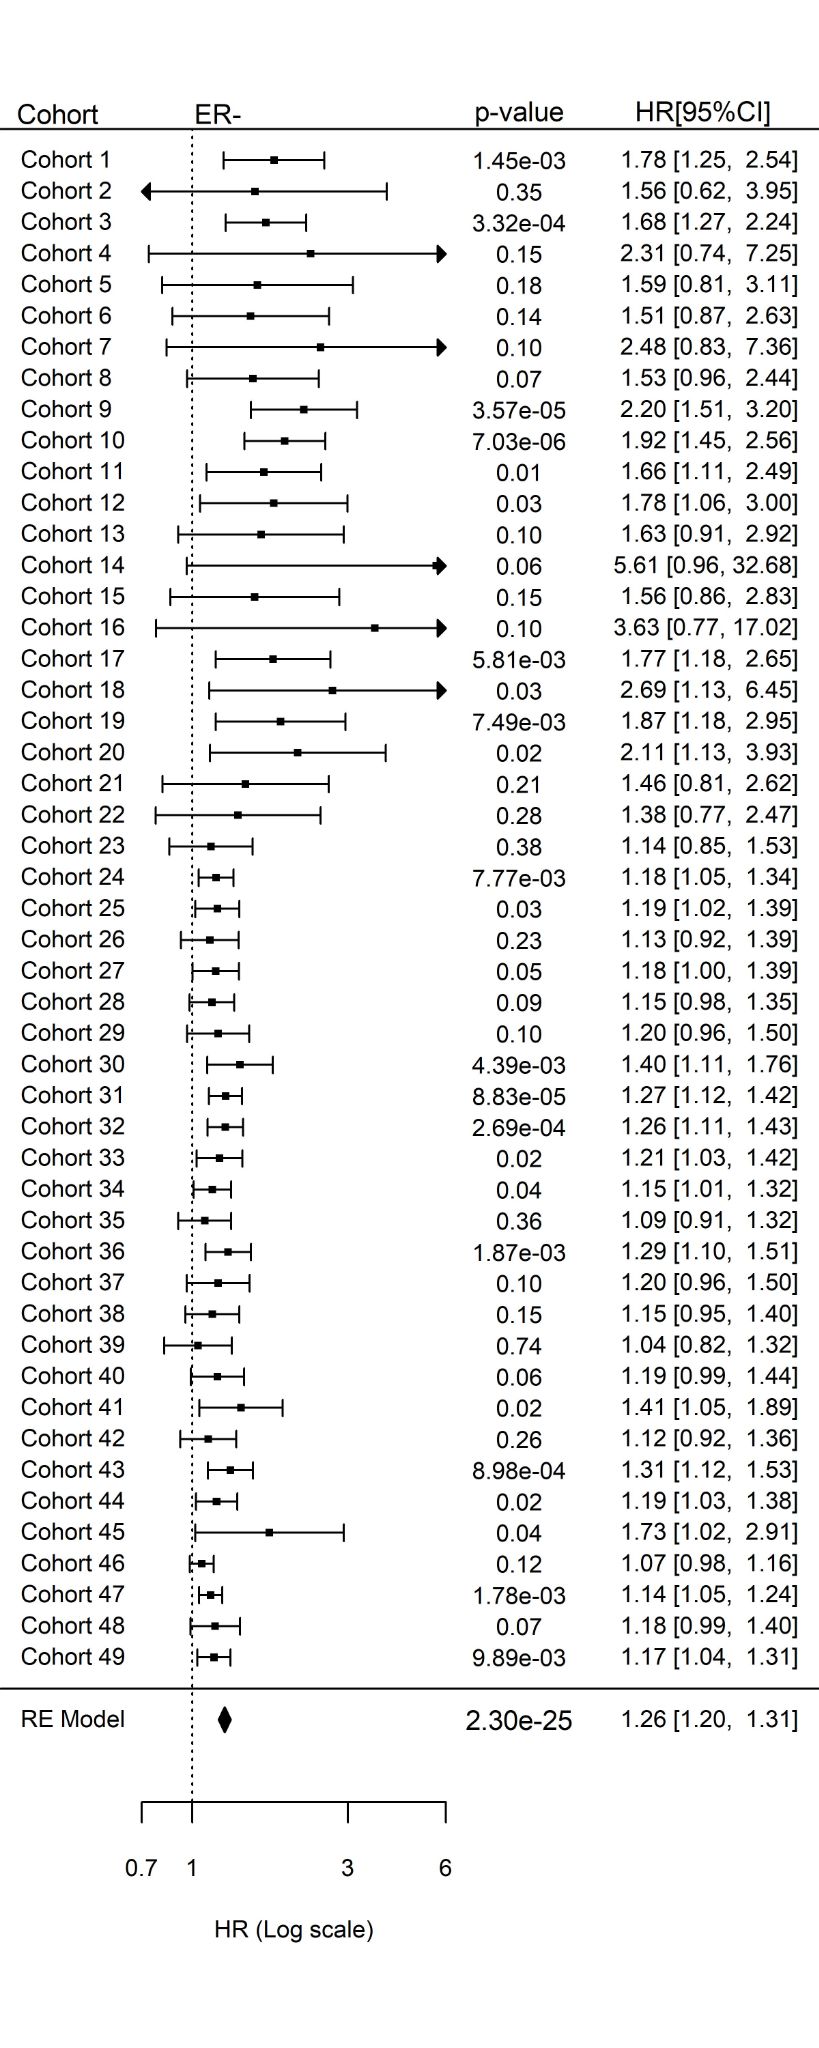 Cohort ER- p-value HR[95%CI]
Cohort 1 1.45e-03 1.78 [1.25, 2.54]
Cohort 2 0.35 1.56 [0.62, 3.95]
Cohort 3 3.32e-04 1.68 [1.27, 2.24]
Cohort 4 0.15 2.31 [0.74, 7.25]
Cohort 5 0.18 1.59 [0.81, 3.11]
Cohort 6 0.14 1.51 [0.87, 2.63]
Cohort 7 0.10 2.48 [0.83, 7.36]
Cohort 8 0.07 1.53 [0.96, 2.44]
Cohort 9 3.57e-05 2.20 [1.51, 3.20]
Cohort 10 7.03e-06 1.92 [1.45, 2.56]
Cohort 11 0.01 1.66 [1.11, 2.49]
Cohort 12 0.03 1.78 [1.06, 3.00]
Cohort 13 0.10 1.63 [0.91, 2.92]
Cohort 14 0.06 5.61 [0.96, 32.68]
Cohort 15 0.15 1.56 [0.86, 2.83]
Cohort 16 0.10 3.63 [0.77, 17.02]
Cohort 17 5.81e-03 1.77 [1.18, 2.65]
Cohort 18 0.03 2.69 [1.13, 6.45]
Cohort 19 7.49e-03 1.87 [1.18, 2.95]
Cohort 20 0.02 2.11 [1.13, 3.93]
Cohort 21 0.21 1.46 [0.81, 2.62]
Cohort 22 0.28 1.38 [0.77, 2.47]
Cohort 23 0.38 1.14 [0.85, 1.53]
Cohort 24 7.77e-03 1.18 [1.05, 1.34]
Cohort 25 0.03 1.19 [1.02, 1.39]
Cohort 26 0.23 1.13 [0.92, 1.39]
Cohort 27 0.05 1.18 [1.00, 1.39]
Cohort 28 0.09 1.15 [0.98, 1.35]
Cohort 29 0.10 1.20 [0.96, 1.50]
Cohort 30 4.39e-03 1.40 [1.11, 1.76]
Cohort 31 8.83e-05 1.27 [1.12, 1.42]
Cohort 32 2.69e-04 1.26 [1.11, 1.43]
Cohort 33 0.02 1.21 [1.03, 1.42]
Cohort 34 0.04 1.15 [1.01, 1.32]
Cohort 35 0.36 1.09 [0.91, 1.32]
Cohort 36 1.87e-03 1.29 [1.10, 1.51]
Cohort 37 0.10 1.20 [0.96, 1.50]
Cohort 38 0.15 1.15 [0.95, 1.40]
Cohort 39 0.74 1.04 [0.82, 1.32]
Cohort 40 0.06 1.19 [0.99, 1.44]
Cohort 41 0.02 1.41 [1.05, 1.89]
Cohort 42 0.26 1.12 [0.92, 1.36]
Cohort 43 8.98e-04 1.31 [1.12, 1.53]
Cohort 44 0.02 1.19 [1.03, 1.38]
Cohort 45 0.04 1.73 [1.02, 2.91]
Cohort 46 0.12 1.07 [0.98, 1.16]
Cohort 47 1.78e-03 1.14 [1.05, 1.24]
Cohort 48 0.07 1.18 [0.99, 1.40]
Cohort 49 9.89e-03 1.17 [1.04, 1.31]
RE Model 2.30e-25 1.26 [1.20, 1.31]
0.7 1 3 6
HR (Log scale)